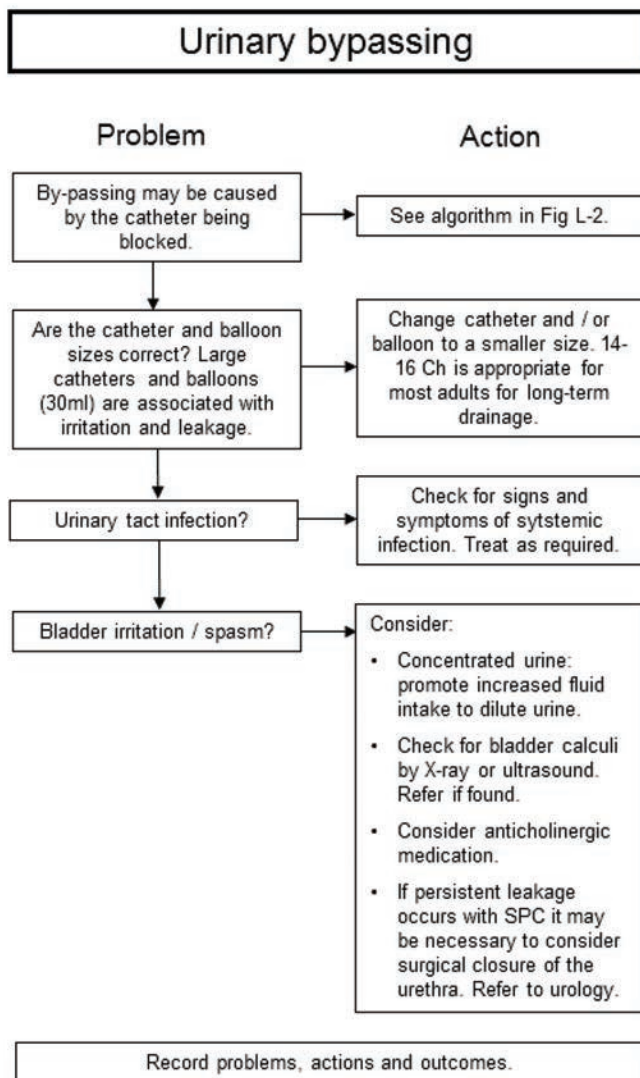 Urinary bypassing
Problem
Action
By-passing may be caused
by the catheter being
blocked.
See algorithm in Fig L-2.
Are the catheter and balloon
sizes correct? Large
catheters and balloons
(30ml) are associated with
irritation and leakage.
Change catheter and / or
balloon to a smaller size. 14-
16 Ch is appropriate for
most adults for long-term
drainage.
Urinary tact infection?
Check for signs and
symptoms of sytstemic
infection. Treat as required.
Bladder irritation / spasm?
Consider:
• Concentrated urine:
promote increased fluid
intake to dilute urine.
• Check for bladder calculi
by X-ray or ultrasound.
Refer if found.
• Consider anticholinergic
medication.
• If persistent leakage
occurs with SPC it may
be necessary to consider
surgical closure of the
urethra. Refer to urology.
Record problems, actions and outcomes.